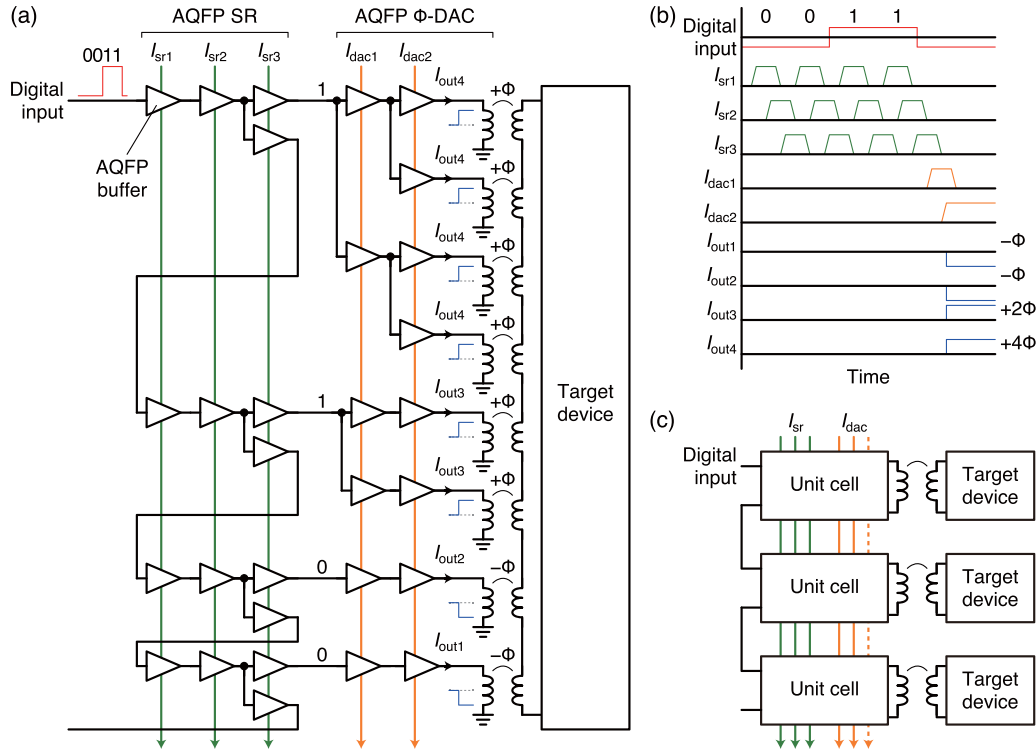 (a)
AQFP SR
AQFP Φ-DAC
0011
Isr1
Isr2
Isr3
Idac1
Idac2
Digital
input
AQFP
buffer
1
Iout4
+Φ
Iout4
+Φ
Iout4
+Φ
Iout4
+Φ
1
Iout3
+Φ
Iout3
+Φ
0
Iout2
−Φ
0
Iout1
−Φ
Target
device
(b)
Digital
input
0 0 1 1
Isr1
Isr2
Isr3
Idac1
Idac2
Iout1
−Φ
Iout2
−Φ
Iout3
+2Φ
Iout4
+4Φ
Time
(c)
Isr
Idac
Digital
input
Unit cell
Target
device
Unit cell
Target
device
Unit cell
Target
device